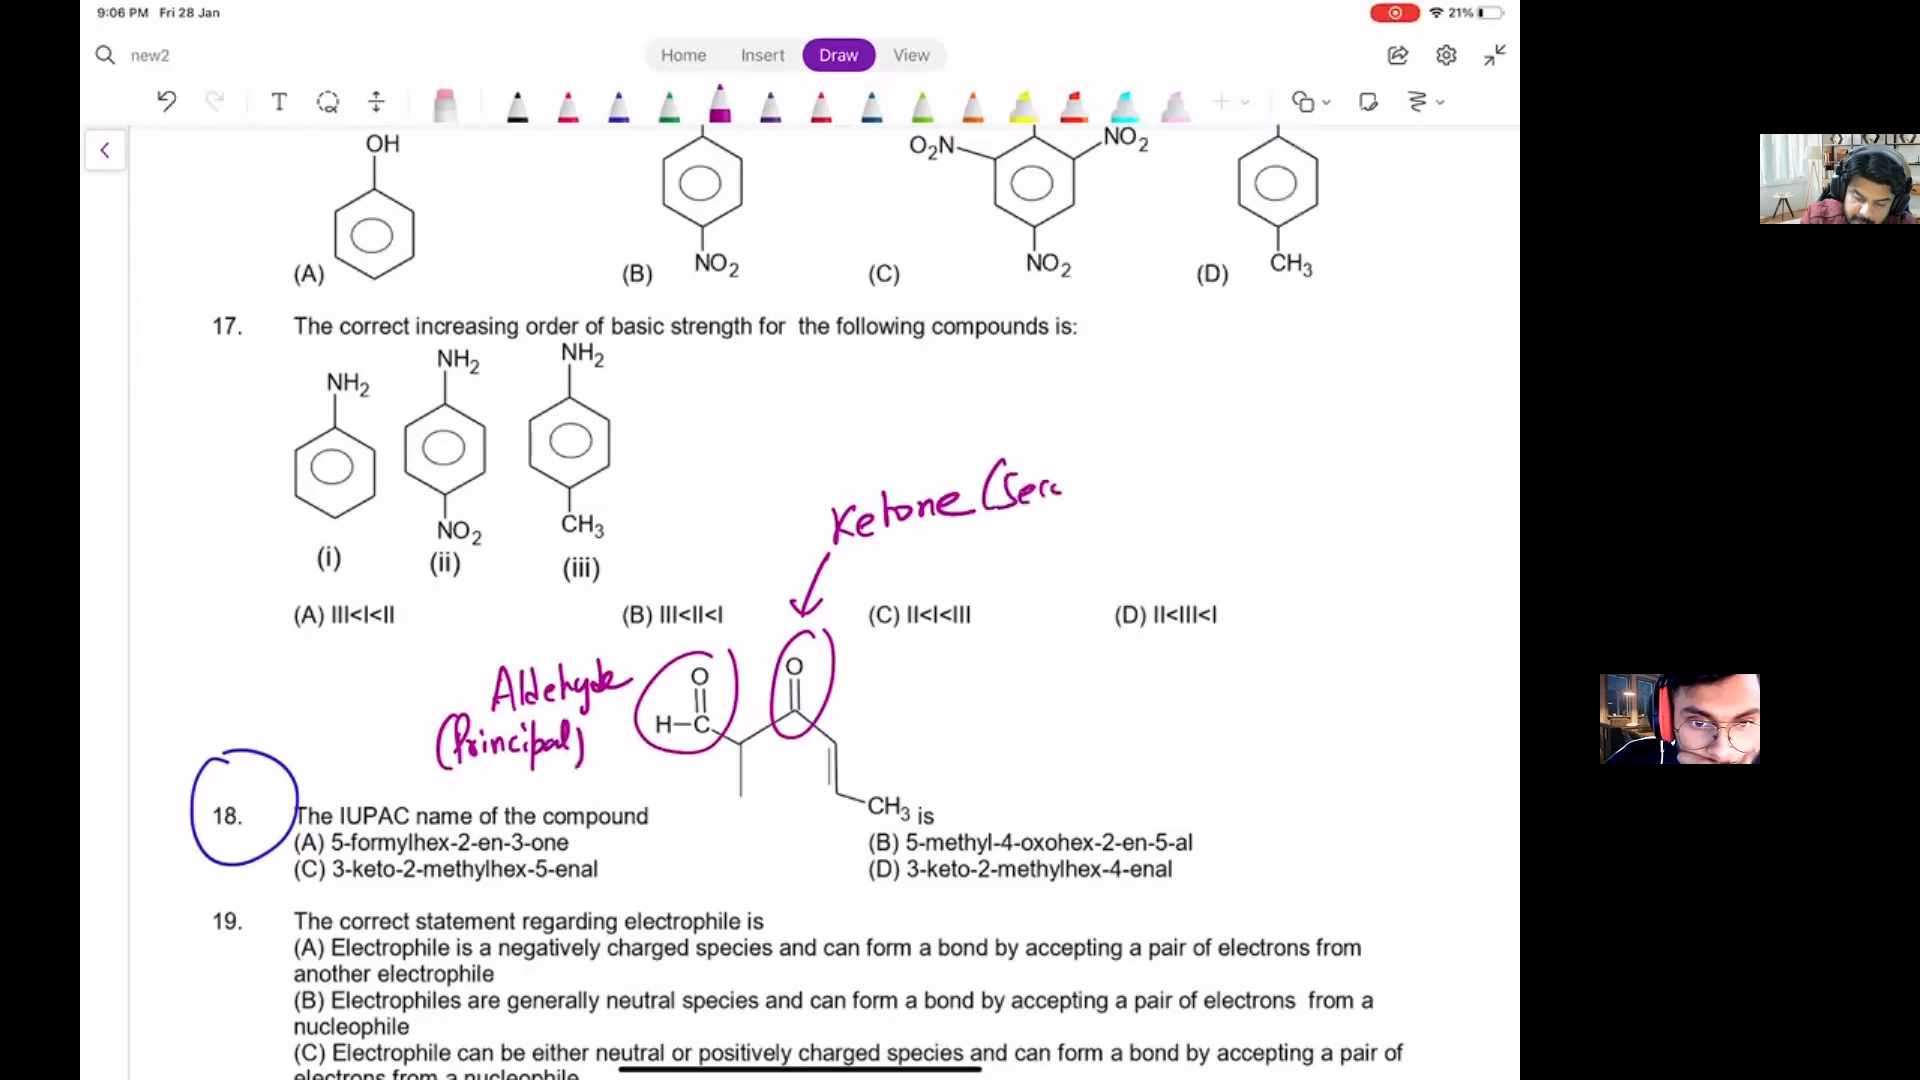 9:06 PM Fri 28 Jan
21%
new2
Home Insert Draw View
T
OH
NO2
O2N
NO2
NO2
CH3
(A) (B) (C) (D)
17. The correct increasing order of basic strength for the following compounds is:
NH2 NH2 NH2
NO2 CH3
(i) (ii) (iii)
Ketone (Sec
(A) III<I<II (B) III<II<I (C) II<I<III (D) II<III<I
Aldehyde
(Principal)
O O
H–C
CH3 is
18. The IUPAC name of the compound
(A) 5-formylhex-2-en-3-one (B) 5-methyl-4-oxohex-2-en-5-al
(C) 3-keto-2-methylhex-5-enal (D) 3-keto-2-methylhex-4-enal
19. The correct statement regarding electrophile is
(A) Electrophile is a negatively charged species and can form a bond by accepting a pair of electrons from
another electrophile
(B) Electrophiles are generally neutral species and can form a bond by accepting a pair of electrons from a
nucleophile
(C) Electrophile can be either neutral or positively charged species and can form a bond by accepting a pair of
electrons from a nucleophile